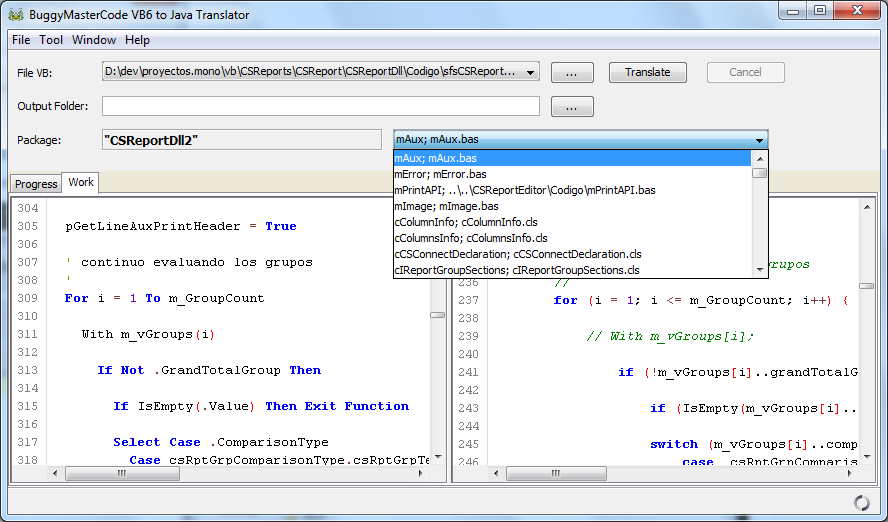 BuggyMasterCode VB6 to Java Translator
File Tool Window Help
File VB: D:\dev\proyectos.mono\vb\CSReports\CSReport\CSReportDll\Codigo\sfsCSReport... ... Translate Cancel
Output Folder: ...
Package: "CSReportDll2" mAux; mAux.bas
mAux; mAux.bas
mError; mError.bas
mPrintAPI; ..\..\CSReportEditor\Codigo\mPrintAPI.bas
mImage; mImage.bas
cColumnInfo; cColumnInfo.cls
cColumnsInfo; cColumnsInfo.cls
cCSConnectDeclaration; cCSConnectDeclaration.cls
cIReportGroupSections; cIReportGroupSections.cls
Progress Work
304
305 pGetLineAuxPrintHeader = True
306
307 ' continuo evaluando los grupos
308 '
309 For i = 1 To m_GroupCount
310
311 With m_vGroups(i)
312
313 If Not .GrandTotalGroup Then
314
315 If IsEmpty(.Value) Then Exit Function
316
317 Select Case .ComparisonType
318 Case csRptGrpComparisonType.csRptGrpTe
236 //
237 for (i = 1; i <= m_GroupCount; i++) {
238
239 // With m_vGroups[i];
240
241 if (!m_vGroups[i]..grandTotalG
242
243 if (IsEmpty(m_vGroups[i]..
244
245 switch (m_vGroups[i]..comp
246 case csRptGrpComparis